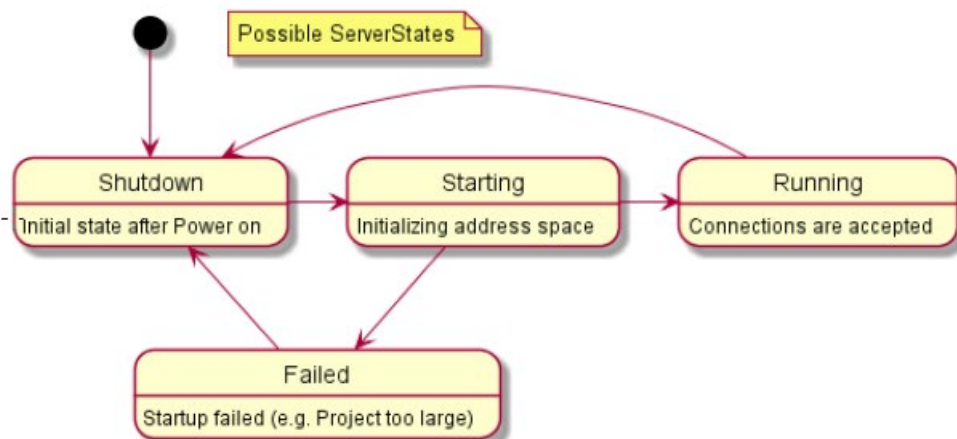 Possible ServerStates
Shutdown
Initial state after Power on
Starting
Initializing address space
Running
Connections are accepted
Failed
Startup failed (e.g. Project too large)